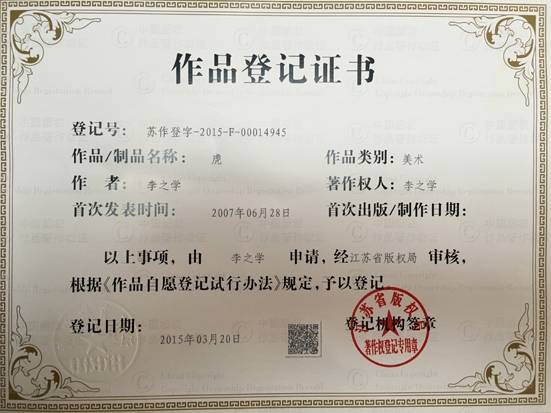 作品登记证书
登记号： 苏作登字-2015-F-00014945
作品/制品名称： 虎 作品类别：美术
作 者： 李之学 著作权人：李之学
首次发表时间： 2007年06月28日 首次出版/制作日期：
以上事项，由 李之学 申请，经江苏省版权局 审核，
根据《作品自愿登记试行办法》规定，予以登记。
登记日期： 登记机构签章
2015年03月20日
江苏省版权局
著作权登记专用章